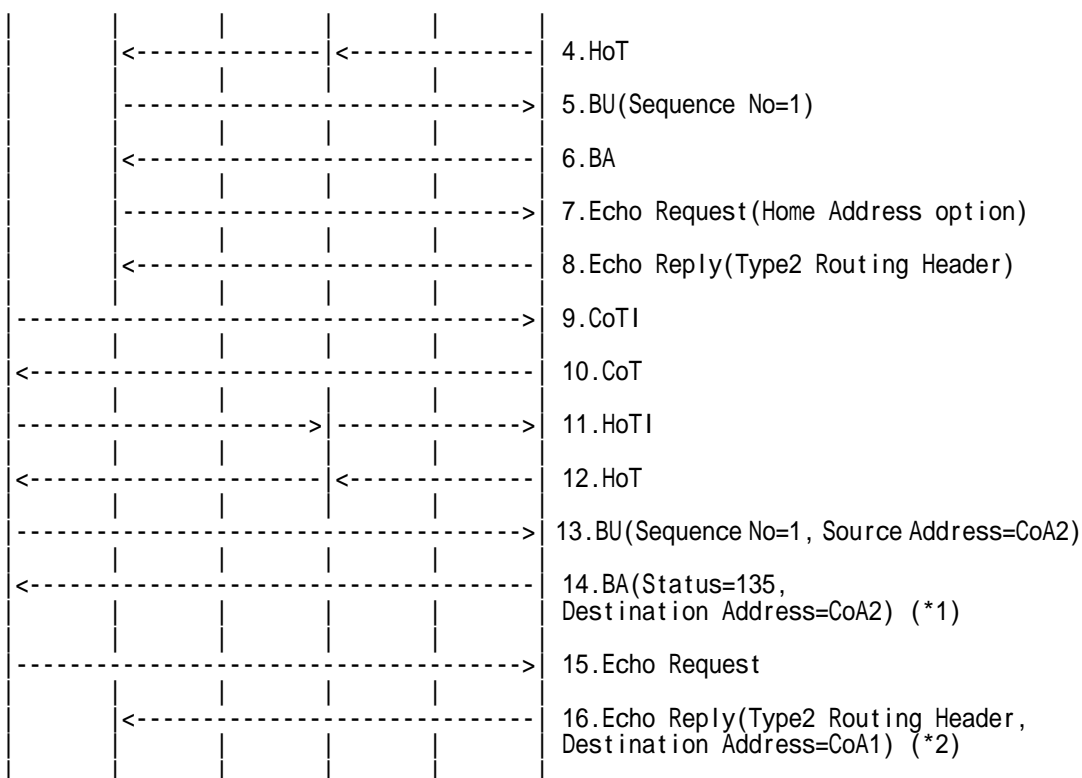 4.HoT
5.BU(Sequence No=1)
6.BA
7.Echo Request(Home Address option)
8.Echo Reply(Type2 Routing Header)
9.CoTI
10.CoT
11.HoTI
12.HoT
13.BU(Sequence No=1, Source Address=CoA2)
14.BA(Status=135,
Destination Address=CoA2) (*1)
15.Echo Request
16.Echo Reply(Type2 Routing Header,
Destination Address=CoA1) (*2)